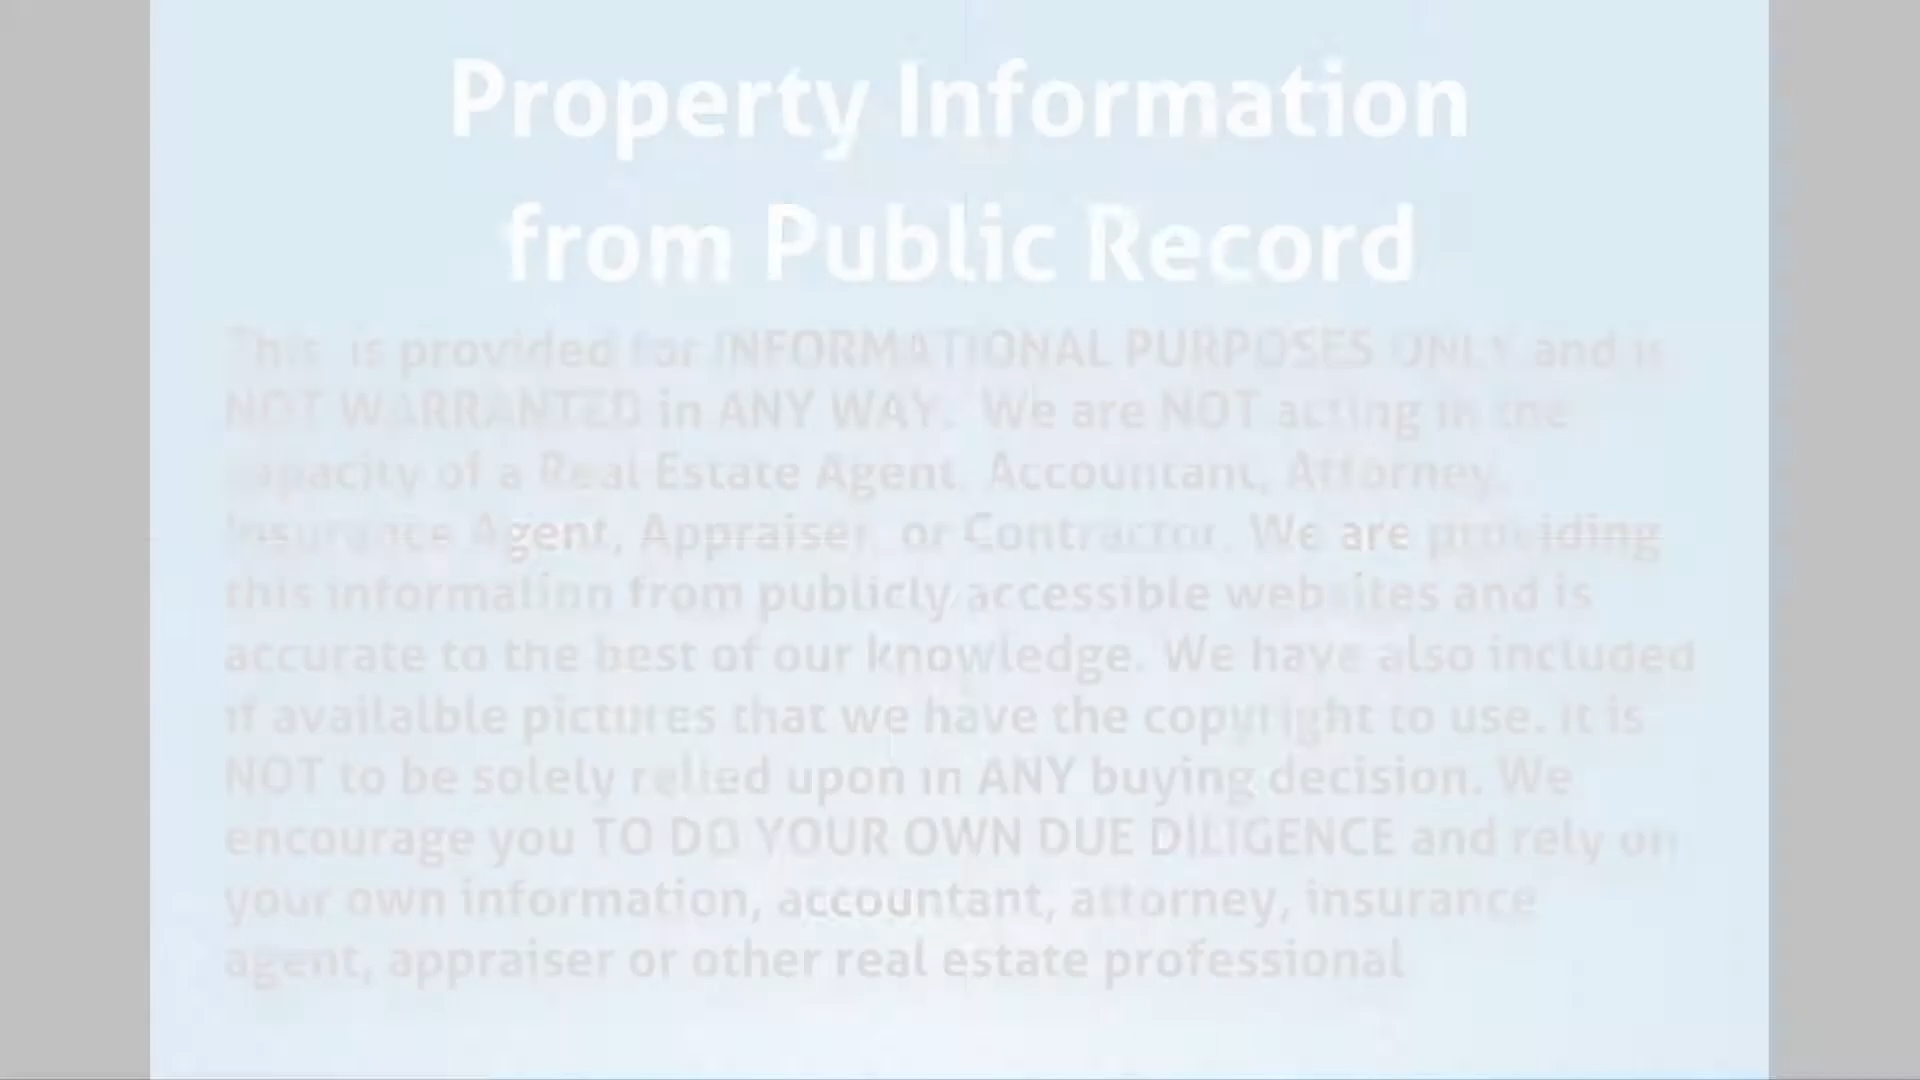 Property Information
from Public Record
This is provided for INFORMATIONAL PURPOSES ONLY and is
NOT WARRANTED in ANY WAY. We are NOT acting in the
capacity of a Real Estate Agent, Accountant, Attorney,
Insurance Agent, Appraiser, or Contractor. We are providing
this information from publicly accessible websites and is
accurate to the best of our knowledge. We have also included
if availalble pictures that we have the copyright to use. It is
NOT to be solely relied upon in ANY buying decision. We
encourage you TO DO YOUR OWN DUE DILIGENCE and rely on
your own information, accountant, attorney, insurance
agent, appraiser or other real estate professional